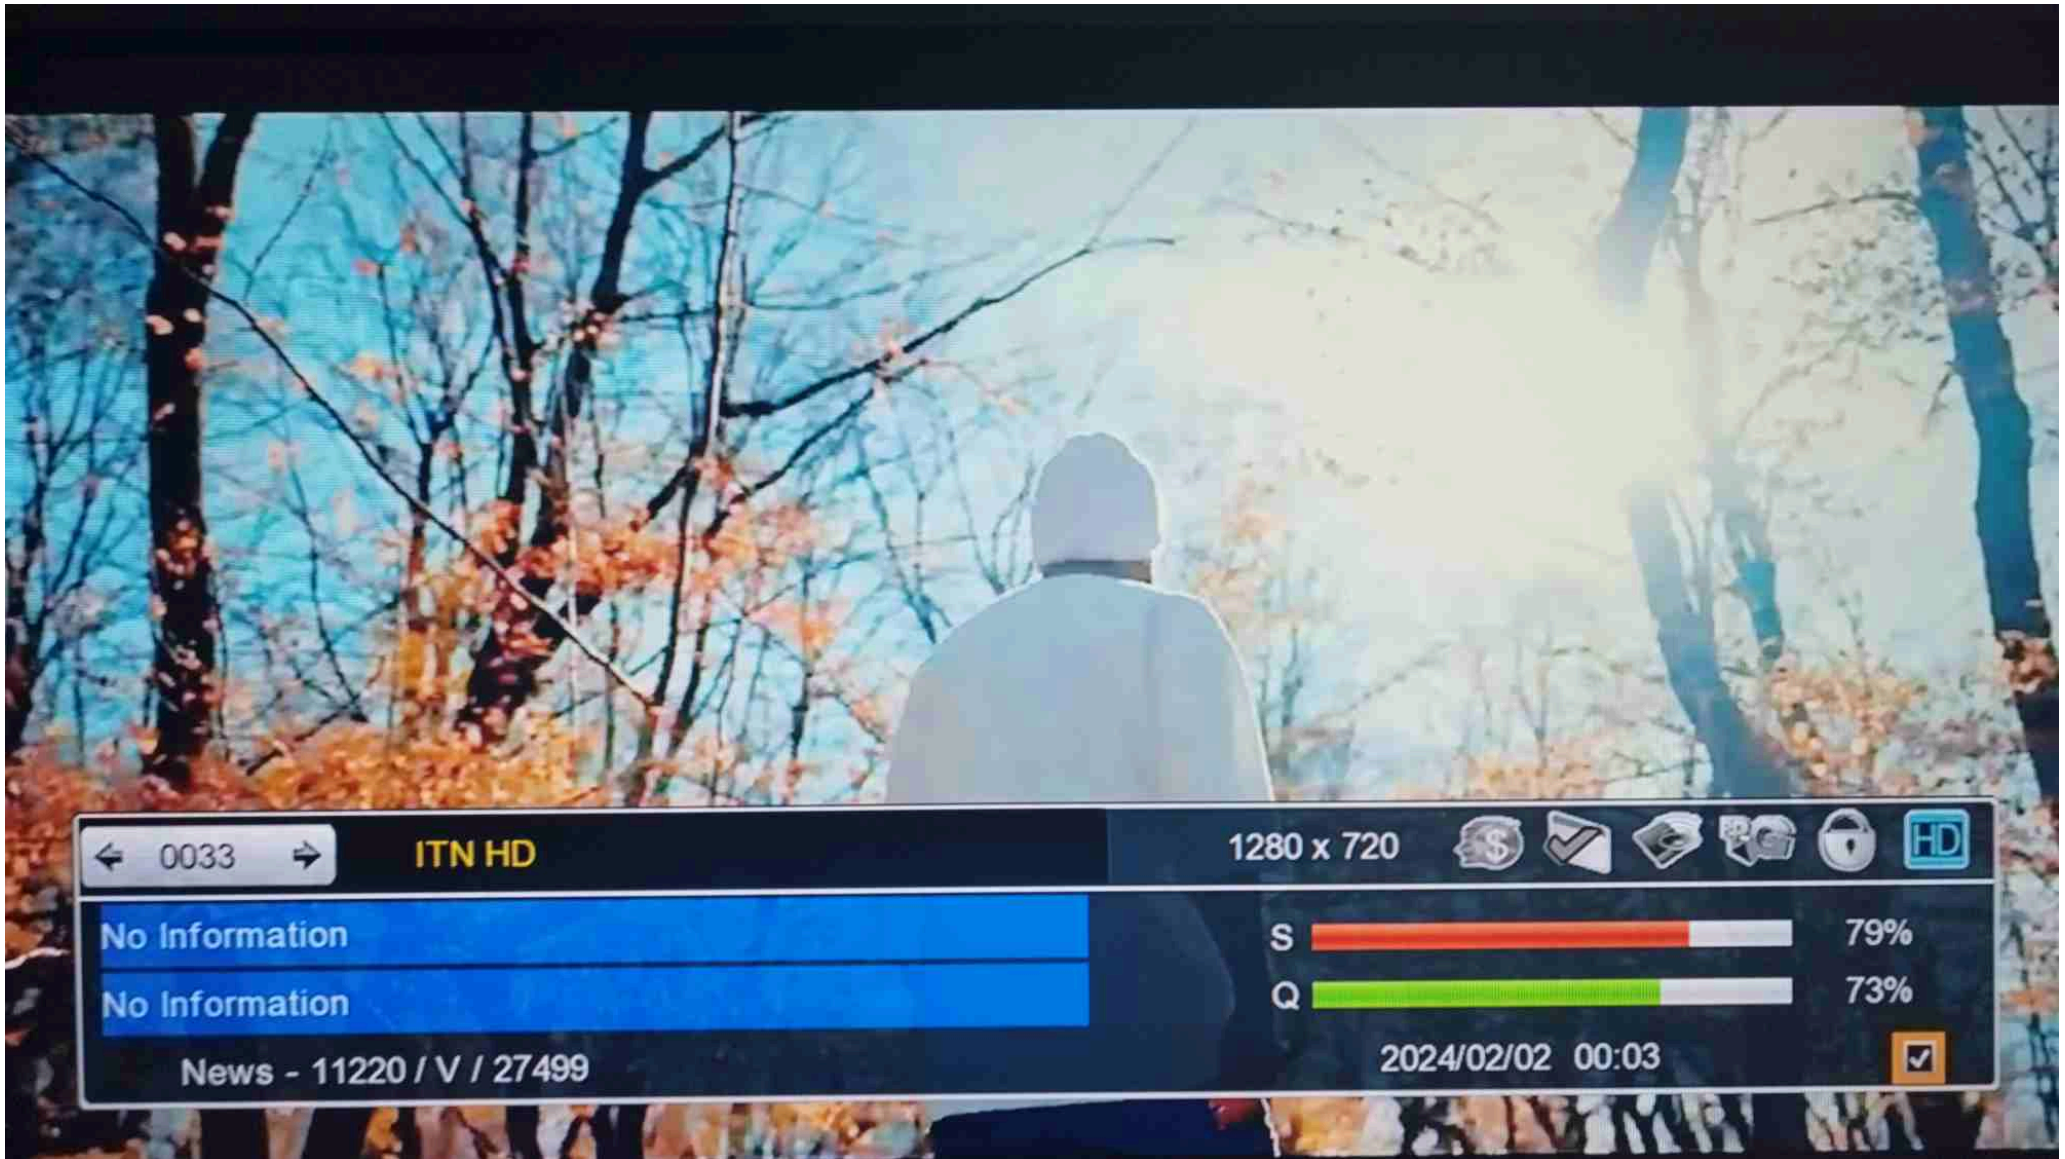 0033
ITN HD
1280 x 720
$
HD
No Information
S
79%
No Information
Q
73%
News - 11220 / V / 27499
2024/02/02 00:03